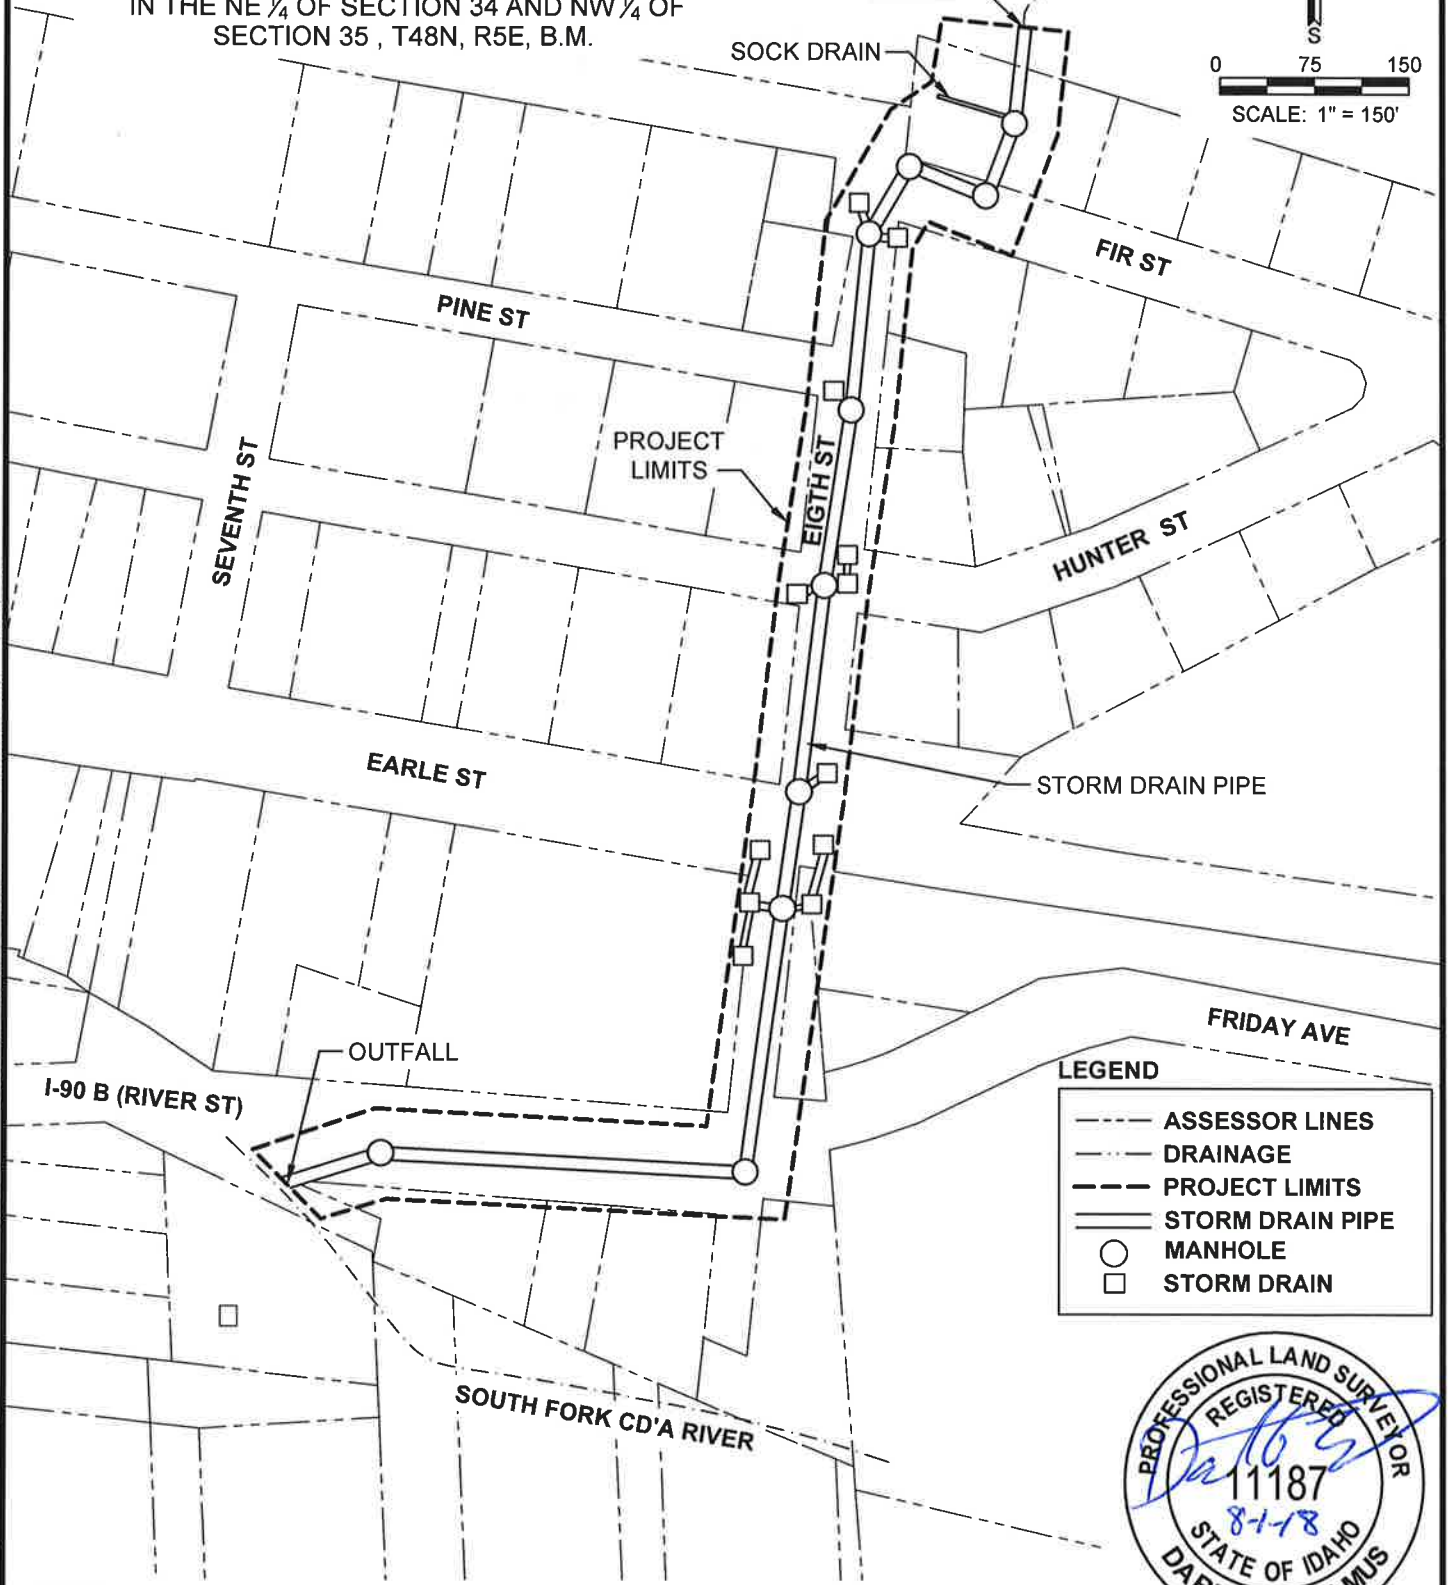 IN THE NE 1/4 OF SECTION 34 AND NW 1/4 OF
SECTION 35 , T48N, R5E, B.M.
SOCK DRAIN
S
0 75 150
SCALE: 1" = 150'
FIR ST
PINE ST
PROJECT
LIMITS
EIGTH ST
SEVENTH ST
HUNTER ST
EARLE ST
STORM DRAIN PIPE
FRIDAY AVE
OUTFALL
I-90 B (RIVER ST)
LEGEND
ASSESSOR LINES
DRAINAGE
PROJECT LIMITS
STORM DRAIN PIPE
MANHOLE
STORM DRAIN
SOUTH FORK CD'A RIVER
PROFESSIONAL LAND SURVEYOR
REGISTERED
11187
8-1-18
STATE OF IDAHO